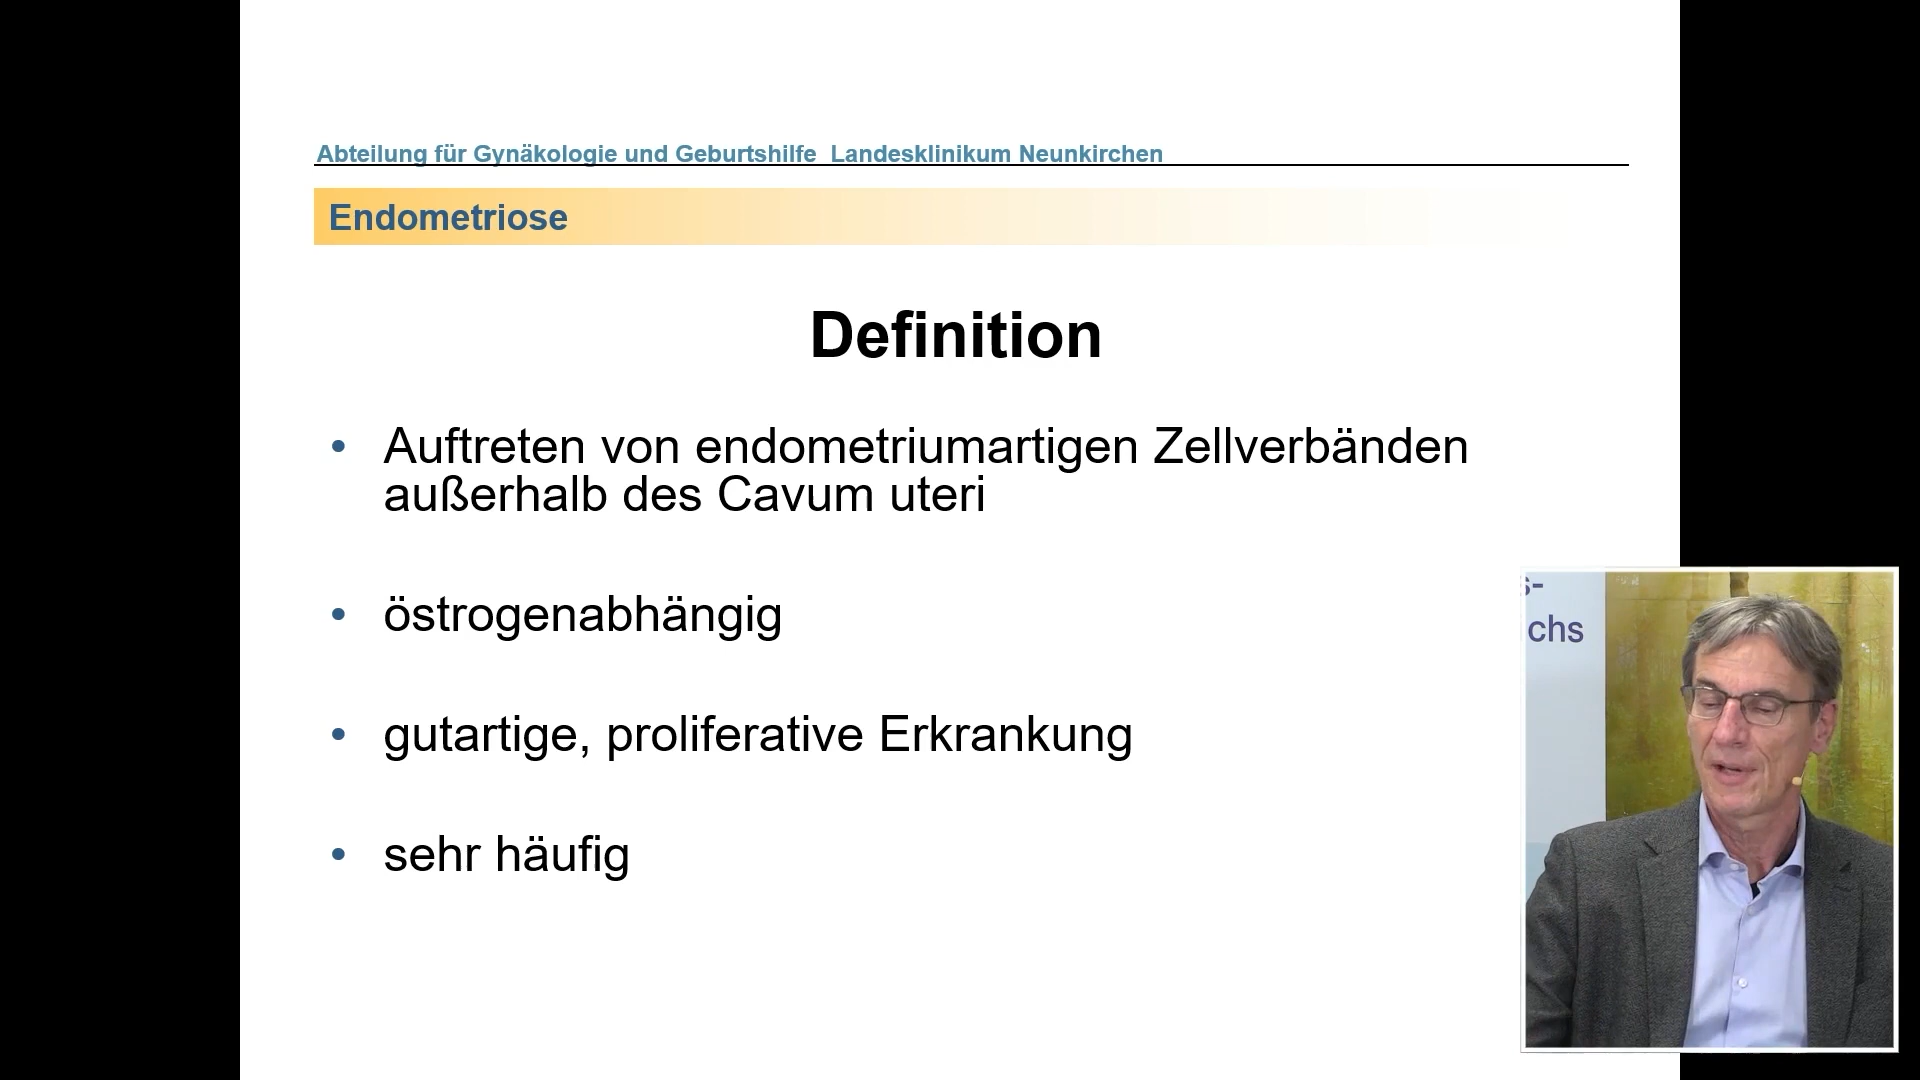 Abteilung für Gynäkologie und Geburtshilfe Landesklinikum Neunkirchen
Endometriose
Definition
• Auftreten von endometriumartigen Zellverbänden
außerhalb des Cavum uteri
• östrogenabhängig
• gutartige, proliferative Erkrankung
• sehr häufig
s-
chs